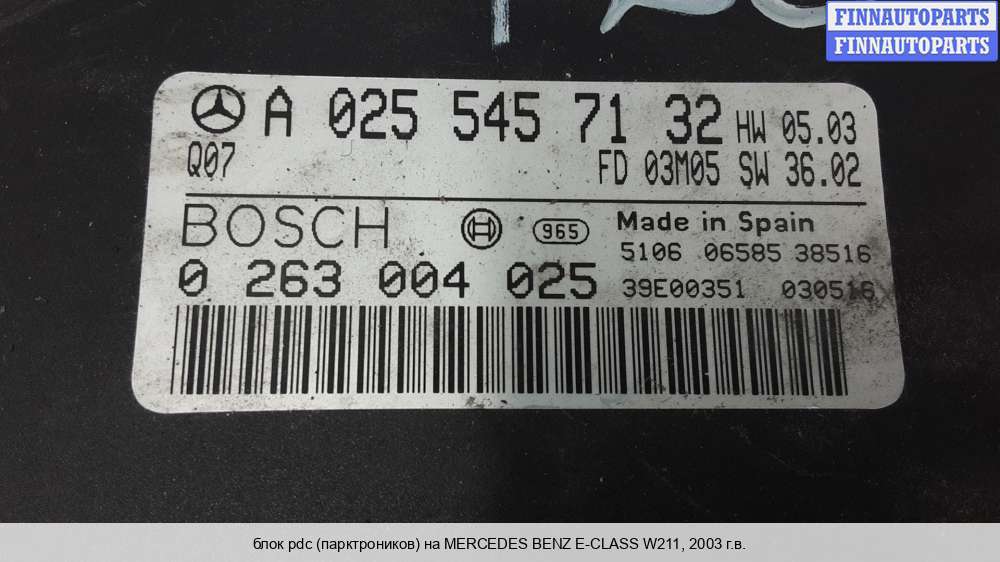 FINNAUTOPARTS
FINNAUTOPARTS
A 025 545 71 32 HW 05.03
Q07 FD 03M05 SW 36.02
BOSCH 965 Made in Spain
5106 06585 38516
0 263 004 025 39E00351 030516
блок pdc (парктроников) на MERCEDES BENZ E-CLASS W211, 2003 г.в.